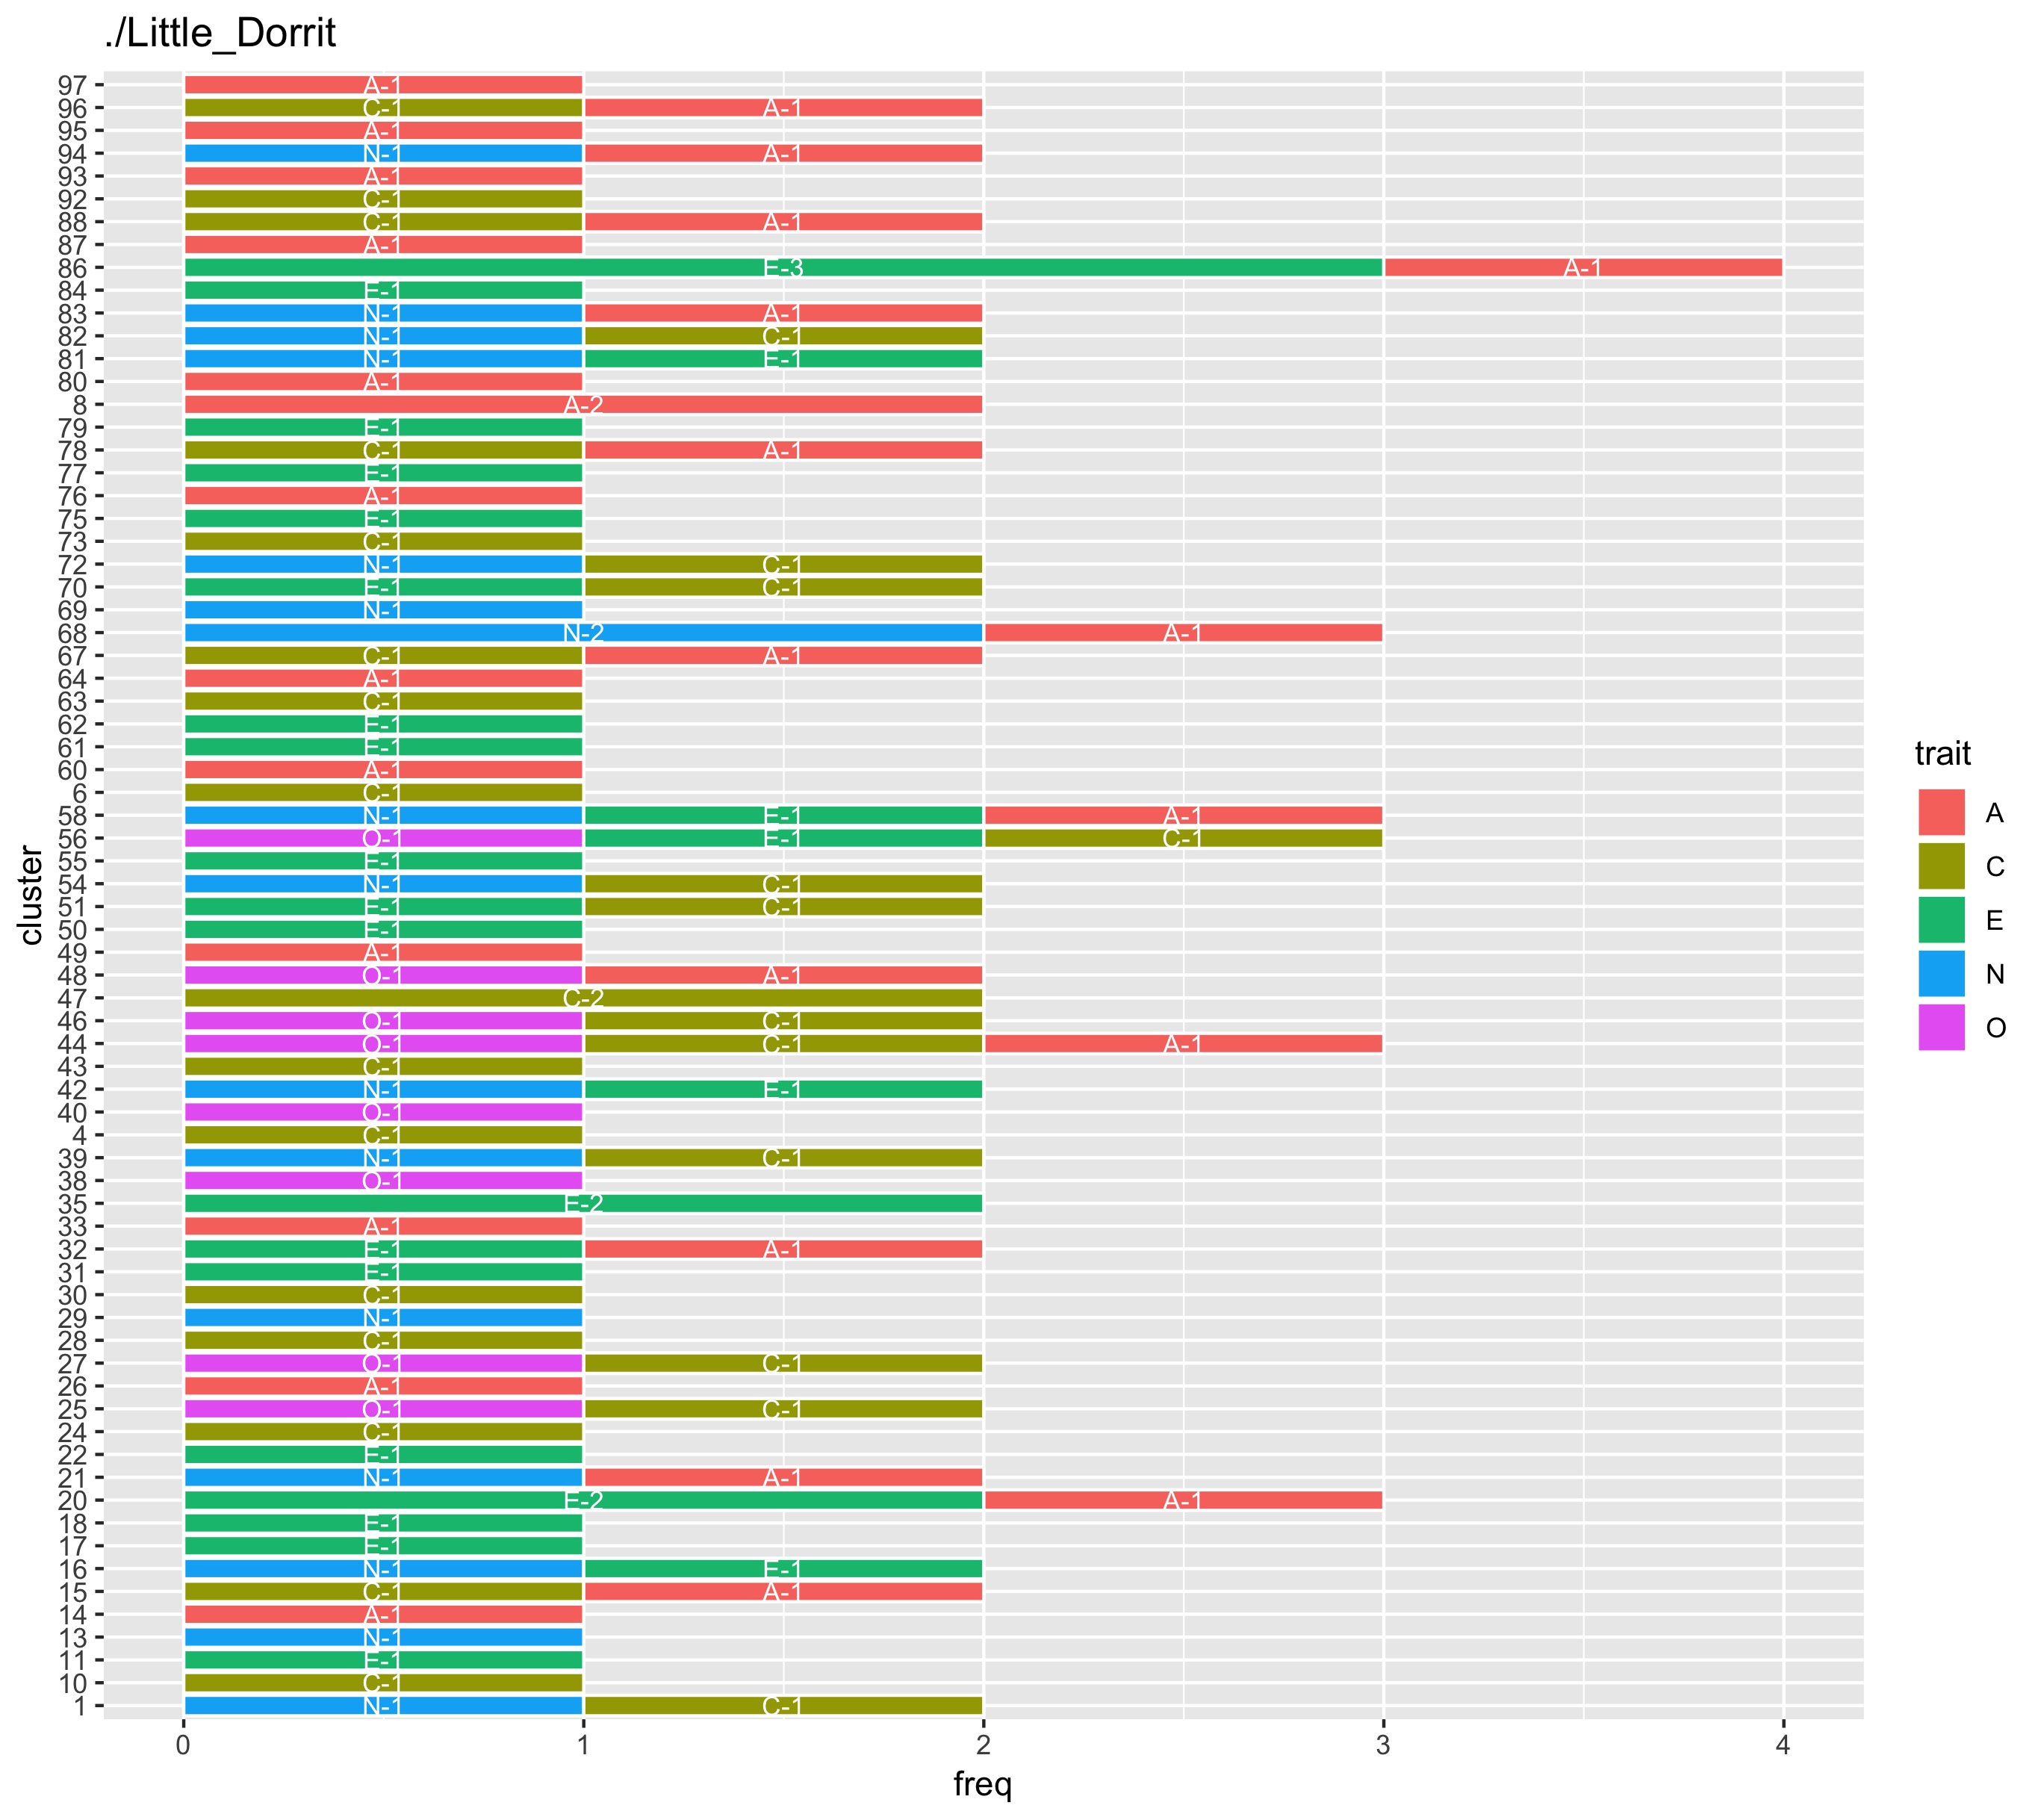 ./Little_Dorrit
97 A-1
96 C-1 A-1
95 A-1
94 N-1 A-1
93 A-1
92 C-1
88 C-1 A-1
87 A-1
86 E-3 A-1
84 E-1
83 N-1 A-1
82 N-1 C-1
81 N-1 E-1
80 A-1
8 A-2
79 E-1
78 C-1 A-1
77 E-1
76 A-1
75 E-1
73 C-1
72 N-1 C-1
70 E-1 C-1
69 N-1
68 N-2 A-1
67 C-1 A-1
64 A-1
63 C-1
62 E-1
61 E-1
60 A-1
6 C-1
58 N-1 E-1 A-1
56 O-1 E-1 C-1
55 E-1
54 N-1 C-1
51 E-1 C-1
50 E-1
49 A-1
48 O-1 A-1
47 C-2
46 O-1 C-1
44 O-1 C-1 A-1
43 C-1
42 N-1 E-1
40 O-1
4 C-1
39 N-1 C-1
38 O-1
35 E-2
33 A-1
32 E-1 A-1
31 E-1
30 C-1
29 N-1
28 C-1
27 O-1 C-1
26 A-1
25 O-1 C-1
24 C-1
22 E-1
21 N-1 A-1
20 E-2 A-1
18 E-1
17 E-1
16 N-1 E-1
15 C-1 A-1
14 A-1
13 N-1
11 E-1
10 C-1
1 N-1 C-1
0 1 2 3 4
freq
cluster
trait
A
C
E
N
O